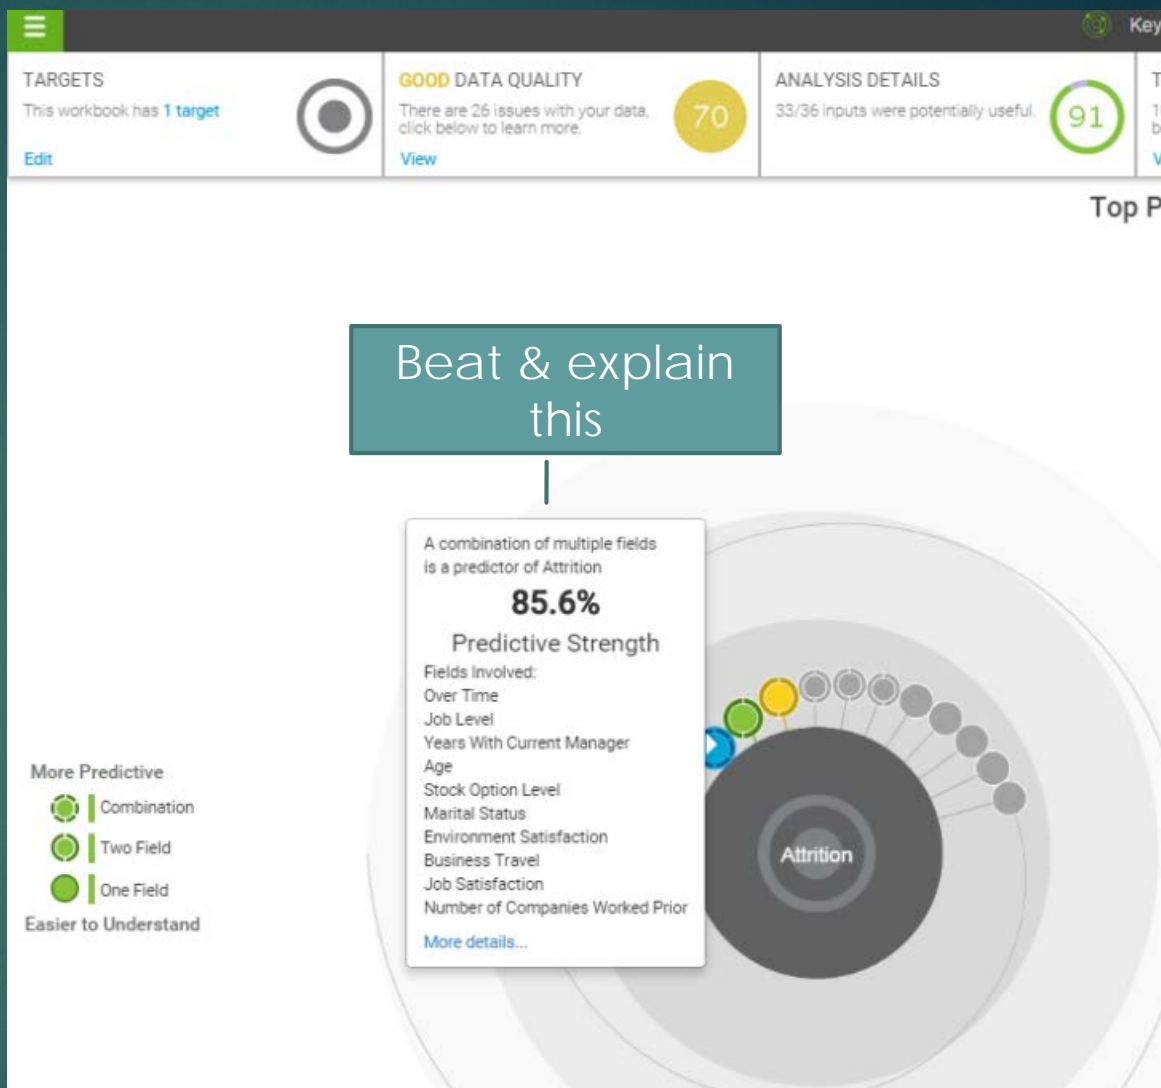 Key
TARGETS
This workbook has 1 target
Edit
GOOD DATA QUALITY
There are 26 issues with your data,
click below to learn more.
View
70
ANALYSIS DETAILS
33/36 inputs were potentially useful.
91
Top P
Beat & explain
this
A combination of multiple fields
is a predictor of Attrition
85.6%
Predictive Strength
Fields Involved:
Over Time
Job Level
Years With Current Manager
Age
Stock Option Level
Marital Status
Environment Satisfaction
Business Travel
Job Satisfaction
Number of Companies Worked Prior
More details...
More Predictive
Combination
Two Field
One Field
Easier to Understand
Attrition